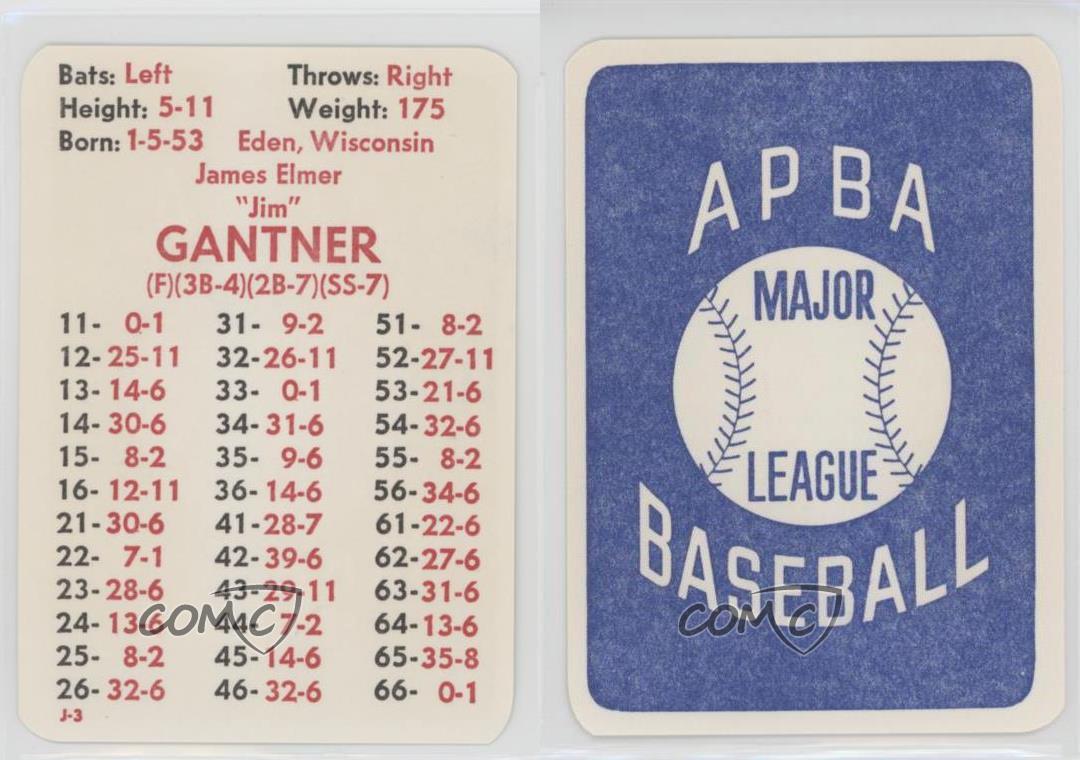 Bats: Left Throws: Right
Height: 5-11 Weight: 175
Born: 1-5-53 Eden, Wisconsin
James Elmer
"Jim"
GANTNER
(F)(3B-4)(2B-7)(SS-7)
11- 0-1 31- 9-2 51- 8-2
12- 25-11 32- 26-11 52- 27-11
13- 14-6 33- 0-1 53- 21-6
14- 30-6 34- 31-6 54- 32-6
15- 8-2 35- 9-6 55- 8-2
16- 12-11 36- 14-6 56- 34-6
21- 30-6 41- 28-7 61- 22-6
22- 7-1 42- 39-6 62- 27-6
23- 28-6 43- 29-11 63- 31-6
24- 13-6 44- 7-2 64- 13-6
25- 8-2 45- 14-6 65- 35-8
26- 32-6 46- 32-6 66- 0-1
J-3
COMC
APBA
MAJOR
LEAGUE
BASEBALL
COMC